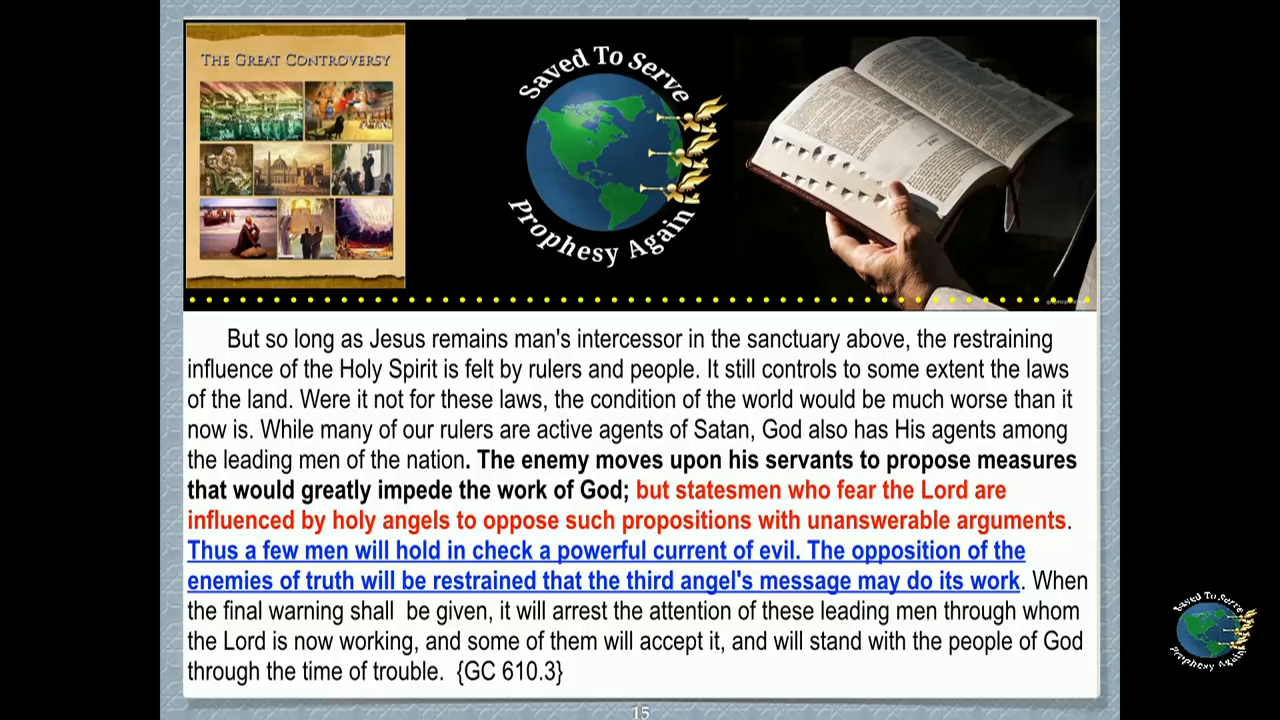 THE GREAT CONTROVERSY
Saved To Serve
Prophesy Again
But so long as Jesus remains man's intercessor in the sanctuary above, the restraining
influence of the Holy Spirit is felt by rulers and people. It still controls to some extent the laws
of the land. Were it not for these laws, the condition of the world would be much worse than it
now is. While many of our rulers are active agents of Satan, God also has His agents among
the leading men of the nation. The enemy moves upon his servants to propose measures
that would greatly impede the work of God; but statesmen who fear the Lord are
influenced by holy angels to oppose such propositions with unanswerable arguments.
Thus a few men will hold in check a powerful current of evil. The opposition of the
enemies of truth will be restrained that the third angel's message may do its work. When
the final warning shall  be given, it will arrest the attention of these leading men through whom
the Lord is now working, and some of them will accept it, and will stand with the people of God
through the time of trouble.  {GC 610.3}
15
Saved To Serve
Prophesy Again